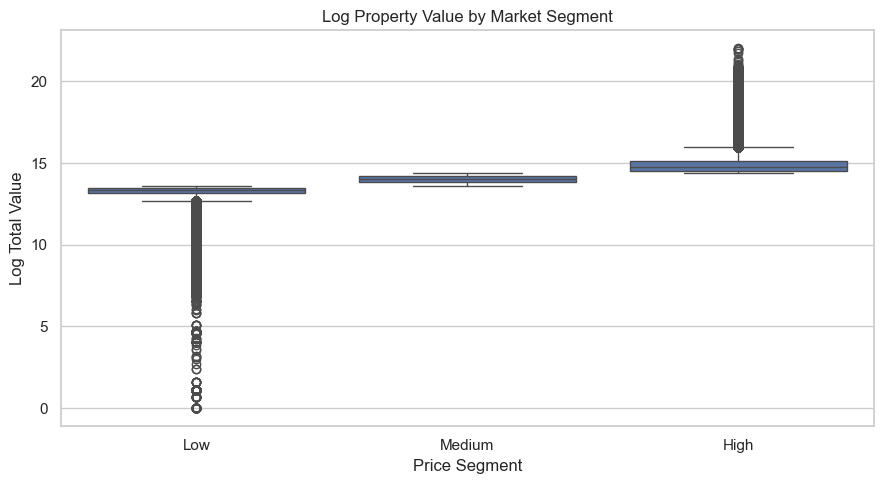 Log Property Value by Market Segment
Log Total Value
20
15
10
5
0
Low Medium High
Price Segment